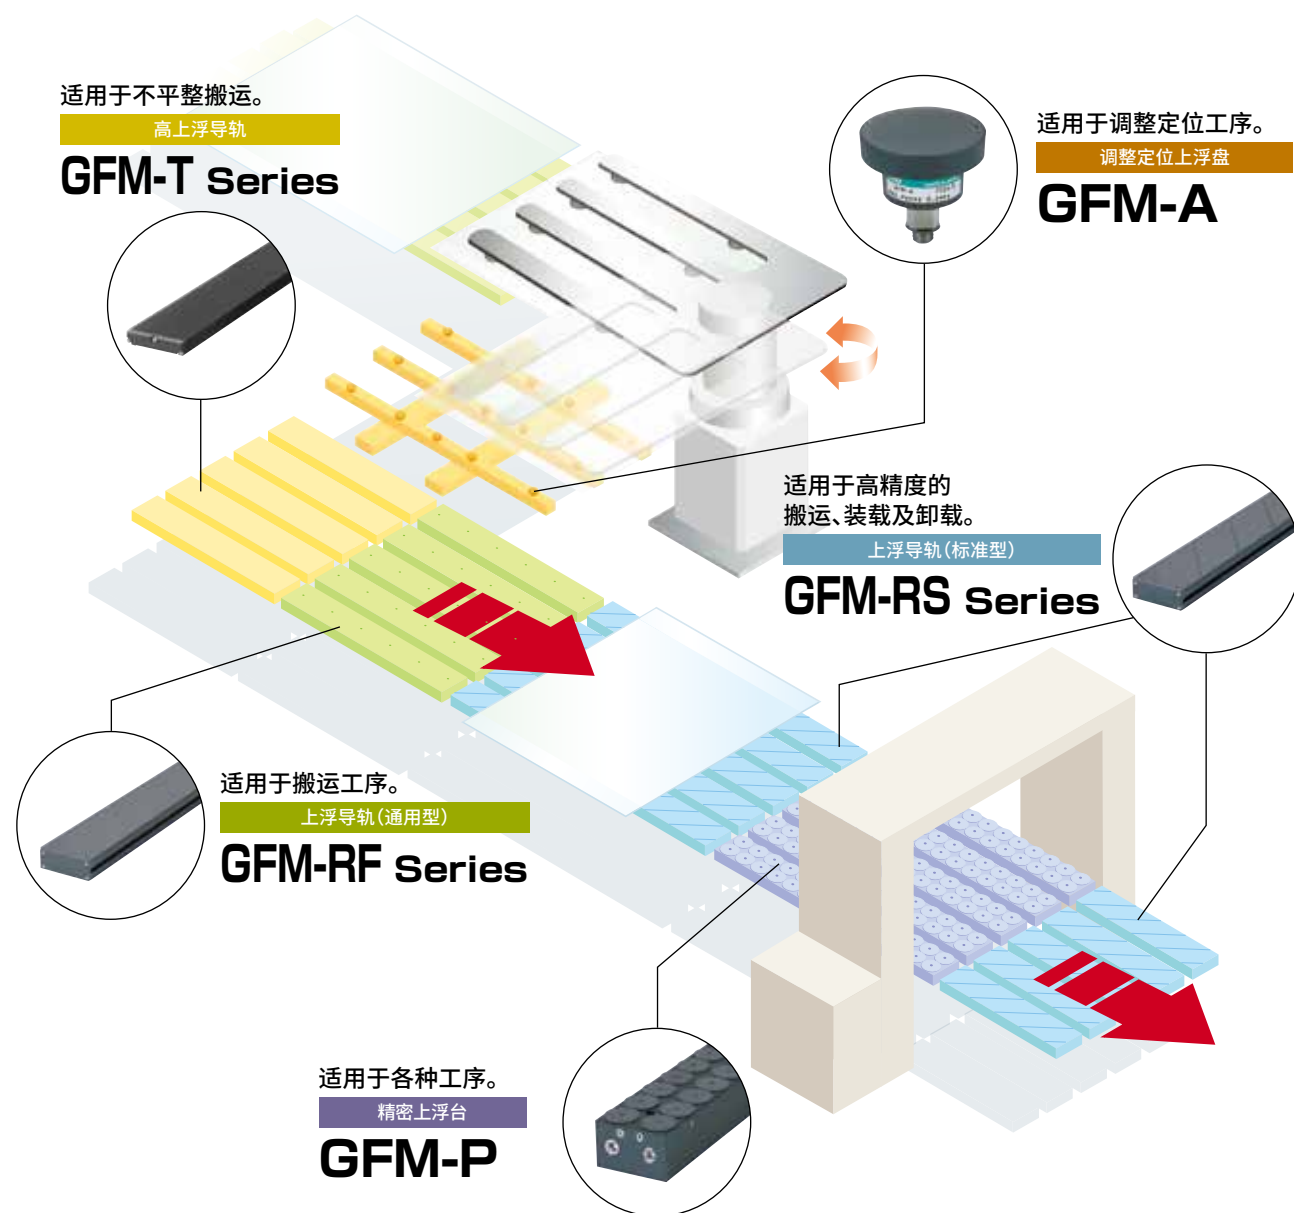 适用于不平整搬运。
高上浮导轨
GFM-T Series
适用于调整定位工序。
调整定位上浮盘
GFM-A
适用于高精度的
搬运、装载及卸载。
上浮导轨（标准型）
GFM-RS Series
适用于搬运工序。
上浮导轨（通用型）
GFM-RF Series
适用于各种工序。
精密上浮台
GFM-P